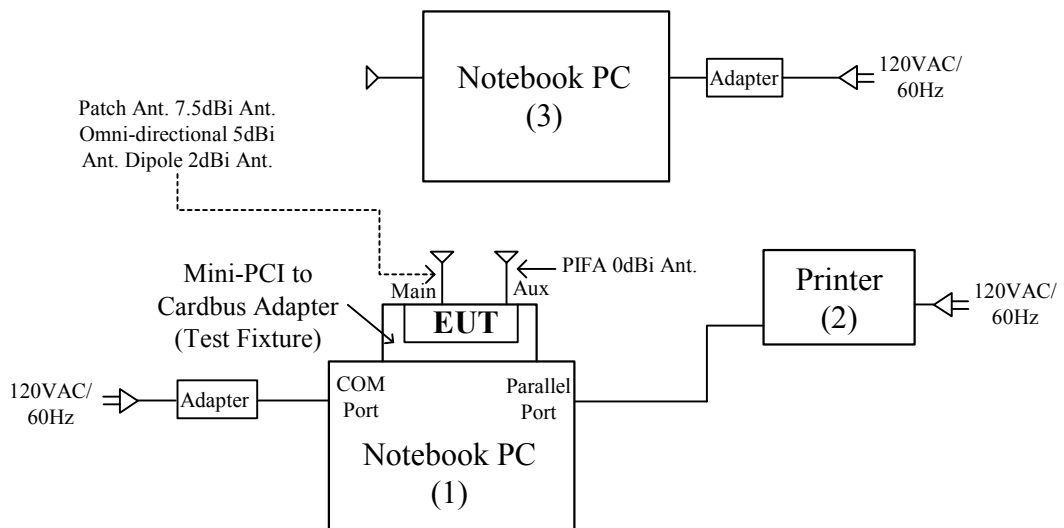 Notebook PC
(3)
Adapter
120VAC/
60Hz
Patch Ant. 7.5dBi Ant.
Omni-directional 5dBi
Ant. Dipole 2dBi Ant.
Mini-PCI to
Cardbus Adapter
(Test Fixture)
Main
Aux
PIFA 0dBi Ant.
EUT
Printer
(2)
120VAC/
60Hz
120VAC/
60Hz
Adapter
COM
Port
Parallel
Port
Notebook PC
(1)